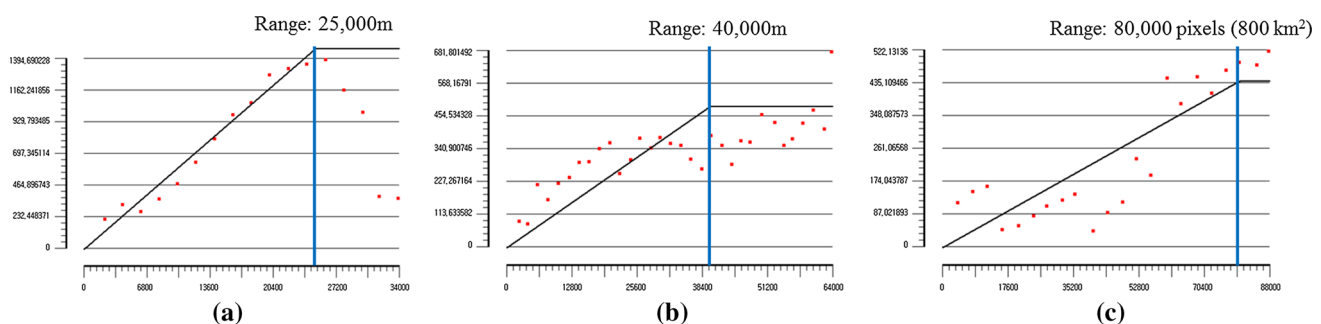 Range: 25,000m
1394,690228
1162,241856
929,793485
697,345114
464,896743
232,448371
0
0 6800 13600 20400 27200 34000
(a)
Range: 40,000m
681,801492
568,16791
454,534328
340,900746
227,267164
113,633582
0
0 12800 25600 38400 51200 64000
(b)
Range: 80,000 pixels (800 km²)
522,13136
435,109466
348,087573
261,06568
174,043787
87,021893
0
0 17600 35200 52800 70400 88000
(c)